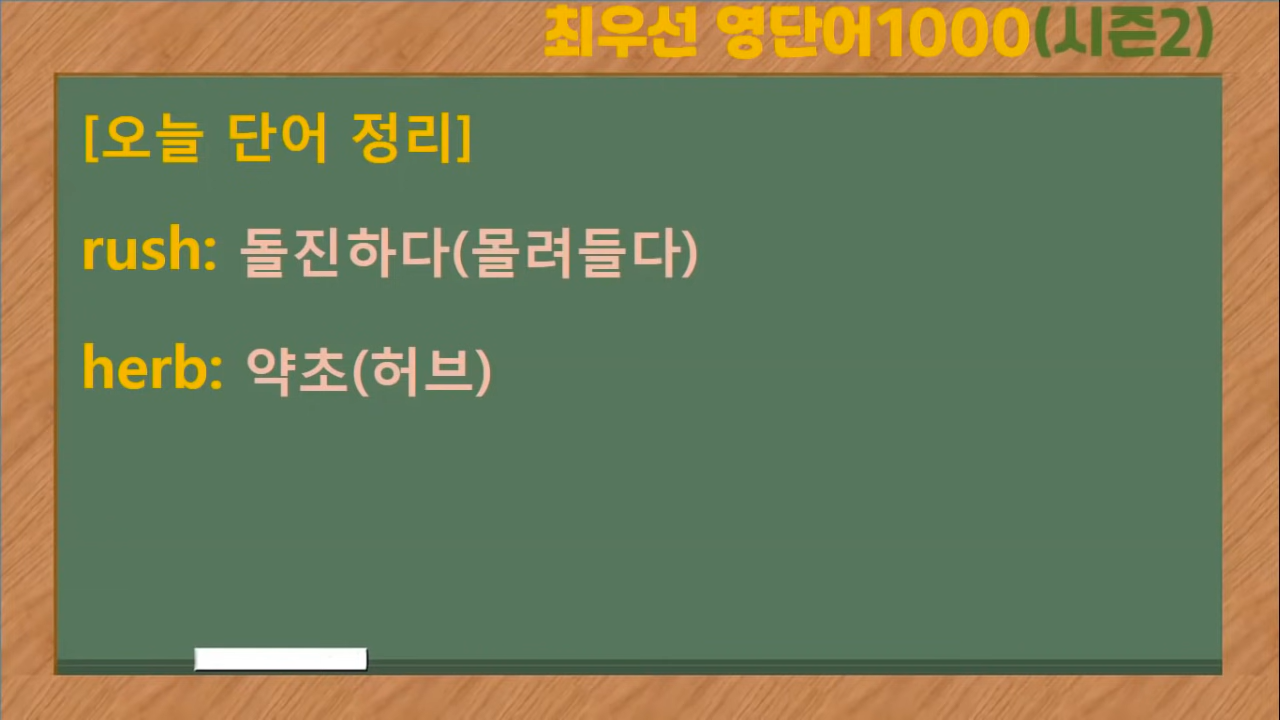 최우선 영단어1000(시즌2)
[오늘 단어 정리]
rush: 돌진하다(몰려들다)
herb: 약초(허브)